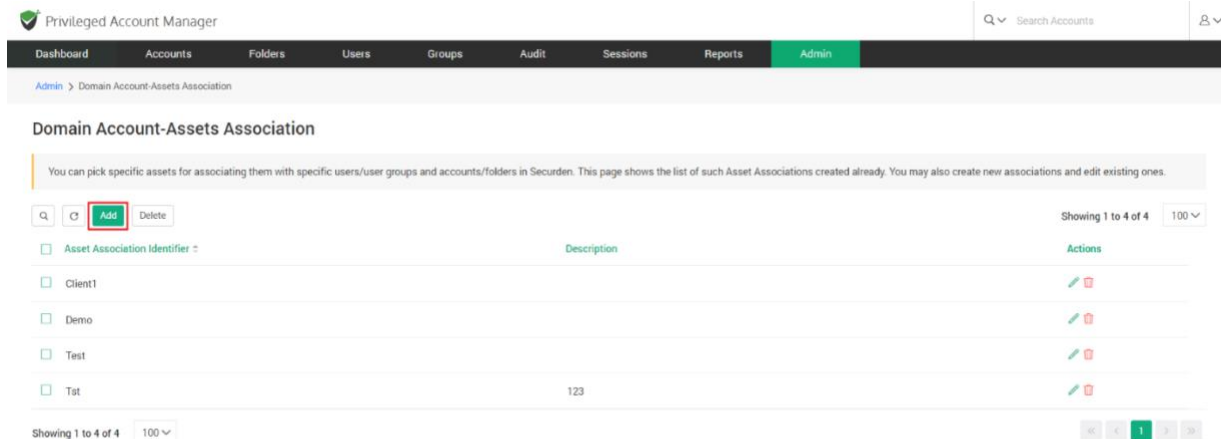 Privileged Account Manager Search Accounts
Dashboard Accounts Folders Users Groups Audit Sessions Reports Admin
Admin > Domain Account-Assets Association
Domain Account-Assets Association
You can pick specific assets for associating them with specific users/user groups and accounts/folders in Securden. This page shows the list of such Asset Associations created already. You may also create new associations and edit existing ones.
Add Delete Showing 1 to 4 of 4 100
Asset Association Identifier Description Actions
Client1
Demo
Test
Tst 123
Showing 1 to 4 of 4 100 « < 1 > »